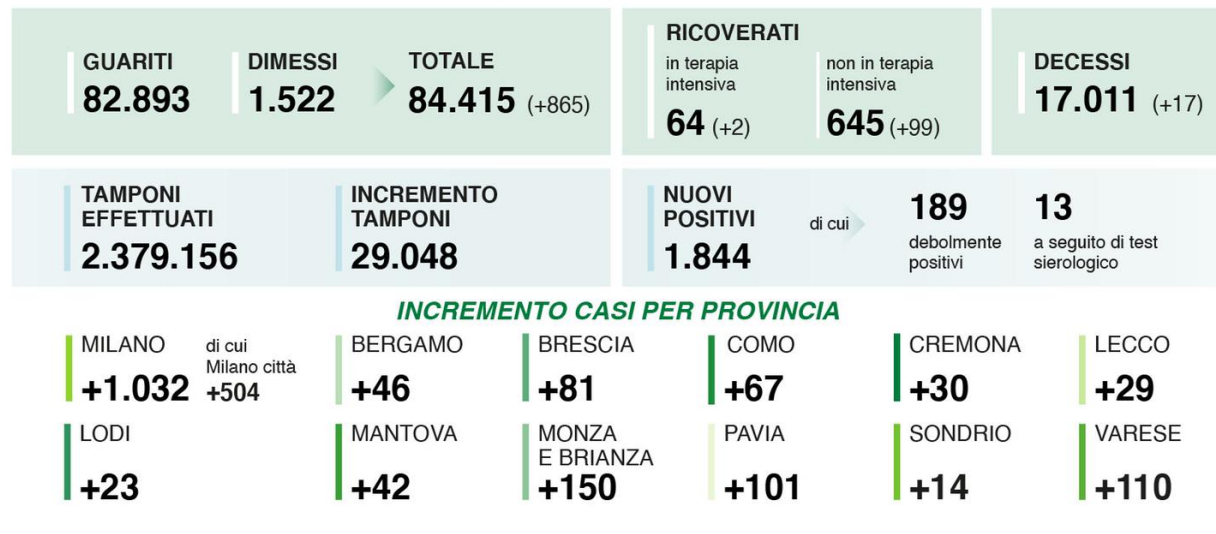 GUARITI
82.893
DIMESSI
1.522
TOTALE
84.415 (+865)
RICOVERATI
in terapia
intensiva
64 (+2)
non in terapia
intensiva
645 (+99)
DECESSI
17.011 (+17)
TAMPONI
EFFETTUATI
2.379.156
INCREMENTO
TAMPONI
29.048
NUOVI
POSITIVI
1.844
di cui
189
debolmente
positivi
13
a seguito di test
sierologico
INCREMENTO CASI PER PROVINCIA
MILANO
+1.032
di cui
Milano città
+504
BERGAMO
+46
BRESCIA
+81
COMO
+67
CREMONA
+30
LECCO
+29
LODI
+23
MANTOVA
+42
MONZA
E BRIANZA
+150
PAVIA
+101
SONDRIO
+14
VARESE
+110